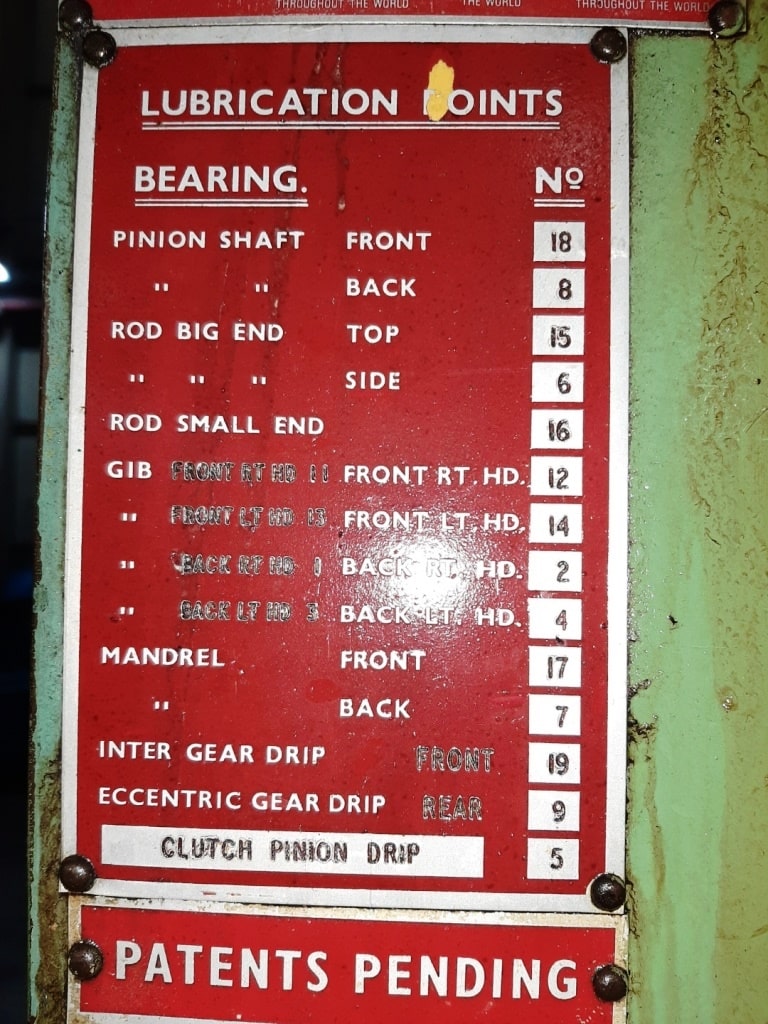 THROUGHOUT THE WORLD THE WORLD THROUGHOUT THE WORLD
LUBRICATION OINTS
BEARING. Nº
PINION SHAFT FRONT 18
" " BACK 8
ROD BIG END TOP 15
" " " SIDE 6
ROD SMALL END 16
GIB FRONT RT HD 11 FRONT RT. HD. 12
" FRONT LT HD 13 FRONT LT. HD. 14
" BACK RT HD 1 BACK RT. HD. 2
" BACK LT HD 3 BACK LT. HD. 4
MANDREL FRONT 17
" BACK 7
INTER GEAR DRIP FRONT 19
ECCENTRIC GEAR DRIP REAR 9
CLUTCH PINION DRIP 5
PATENTS PENDING